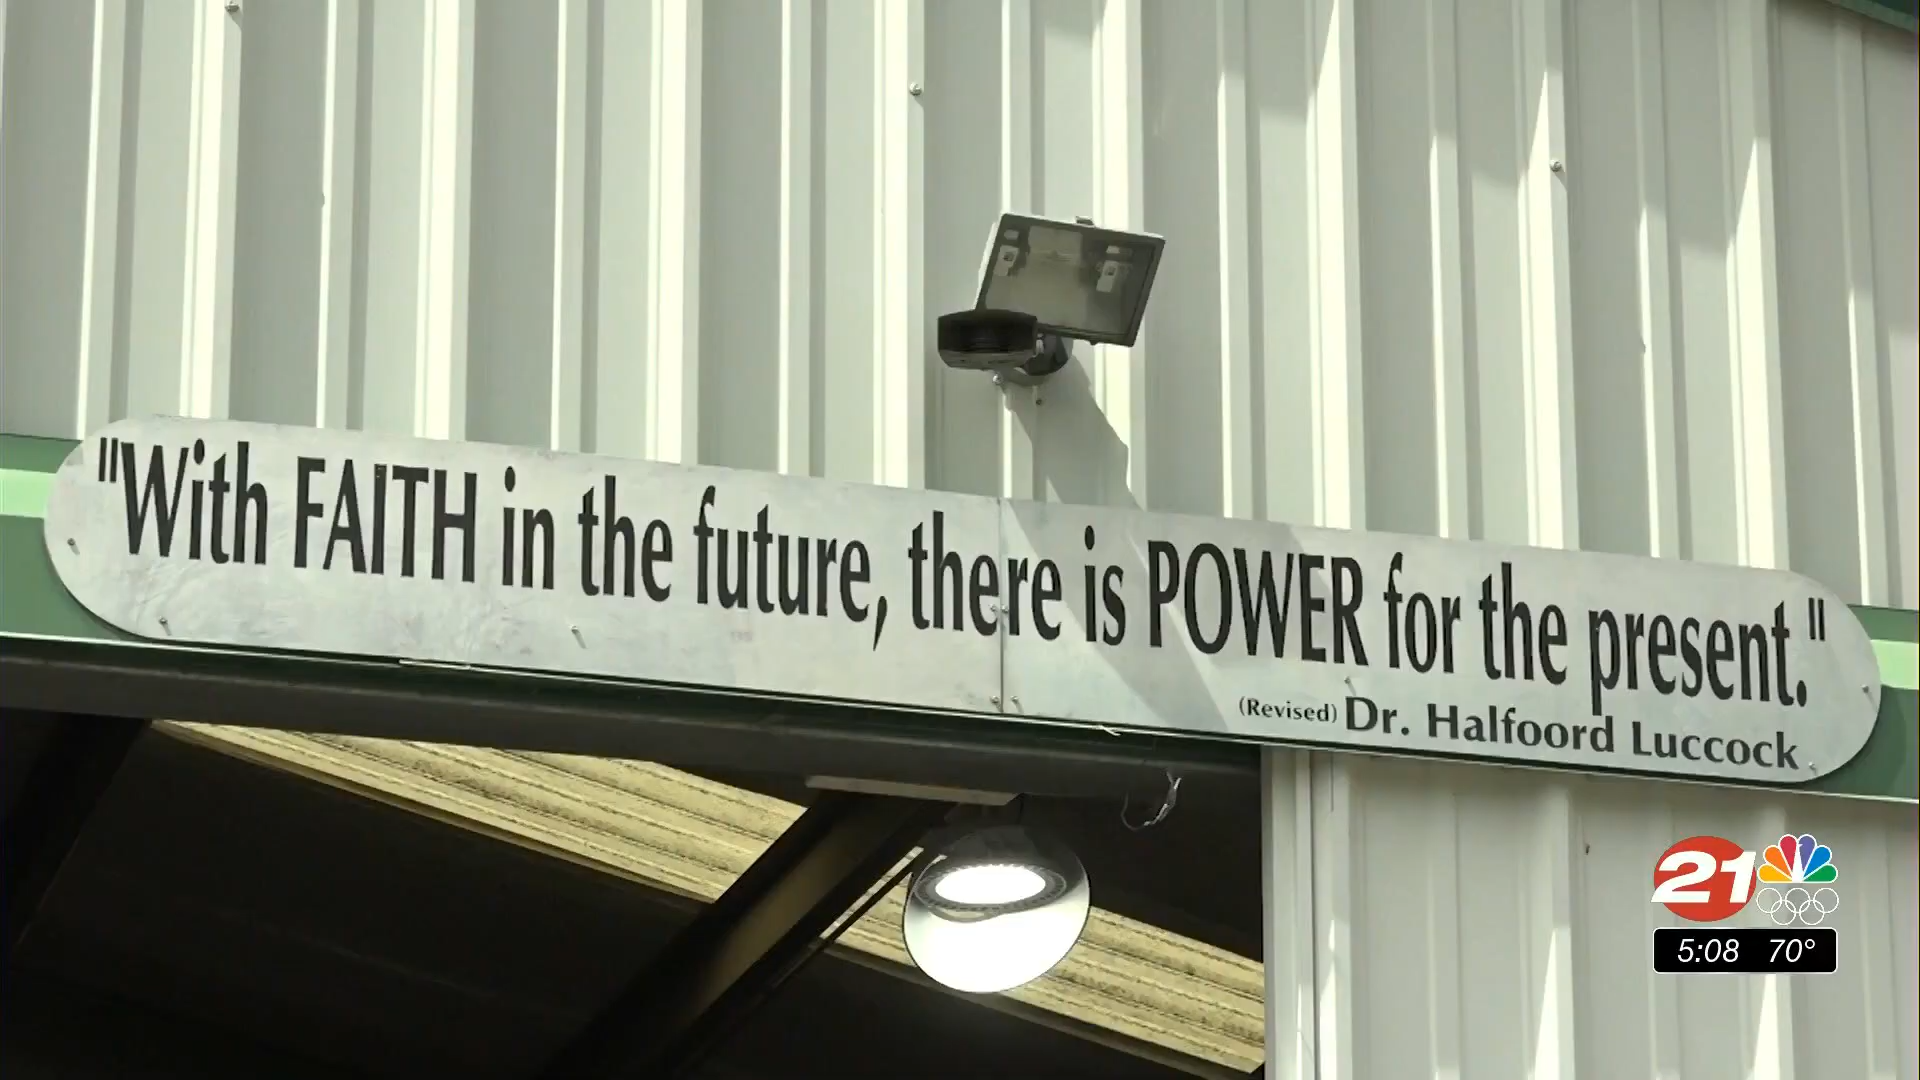 "With FAITH in the future, there is POWER for the present."
(Revised) Dr. Halfoord Luccock
21
5:08 70°